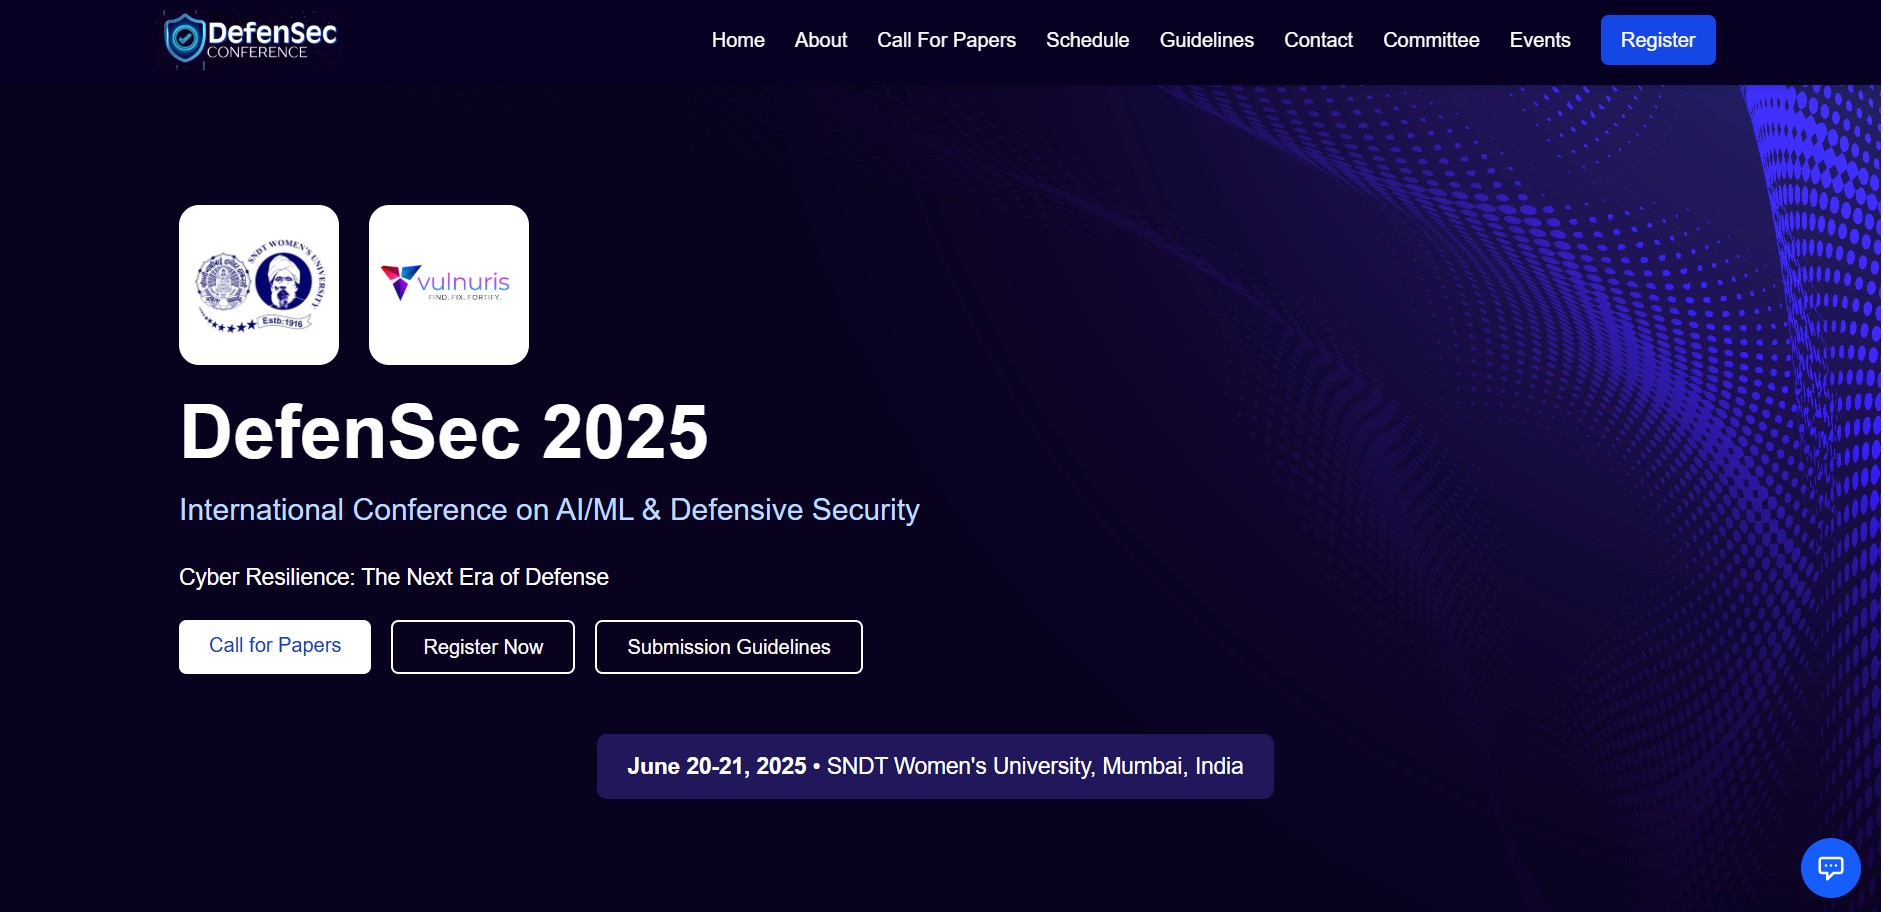 DefenSec
CONFERENCE
Home
About
Call For Papers
Schedule
Guidelines
Contact
Committee
Events
Register
SNDT WOMEN'S UNIVERSITY
Estb:1916
vulnuris
FIND. FIX. FORTIFY.
DefenSec 2025
International Conference on AI/ML & Defensive Security
Cyber Resilience: The Next Era of Defense
Call for Papers
Register Now
Submission Guidelines
June 20-21, 2025 • SNDT Women's University, Mumbai, India